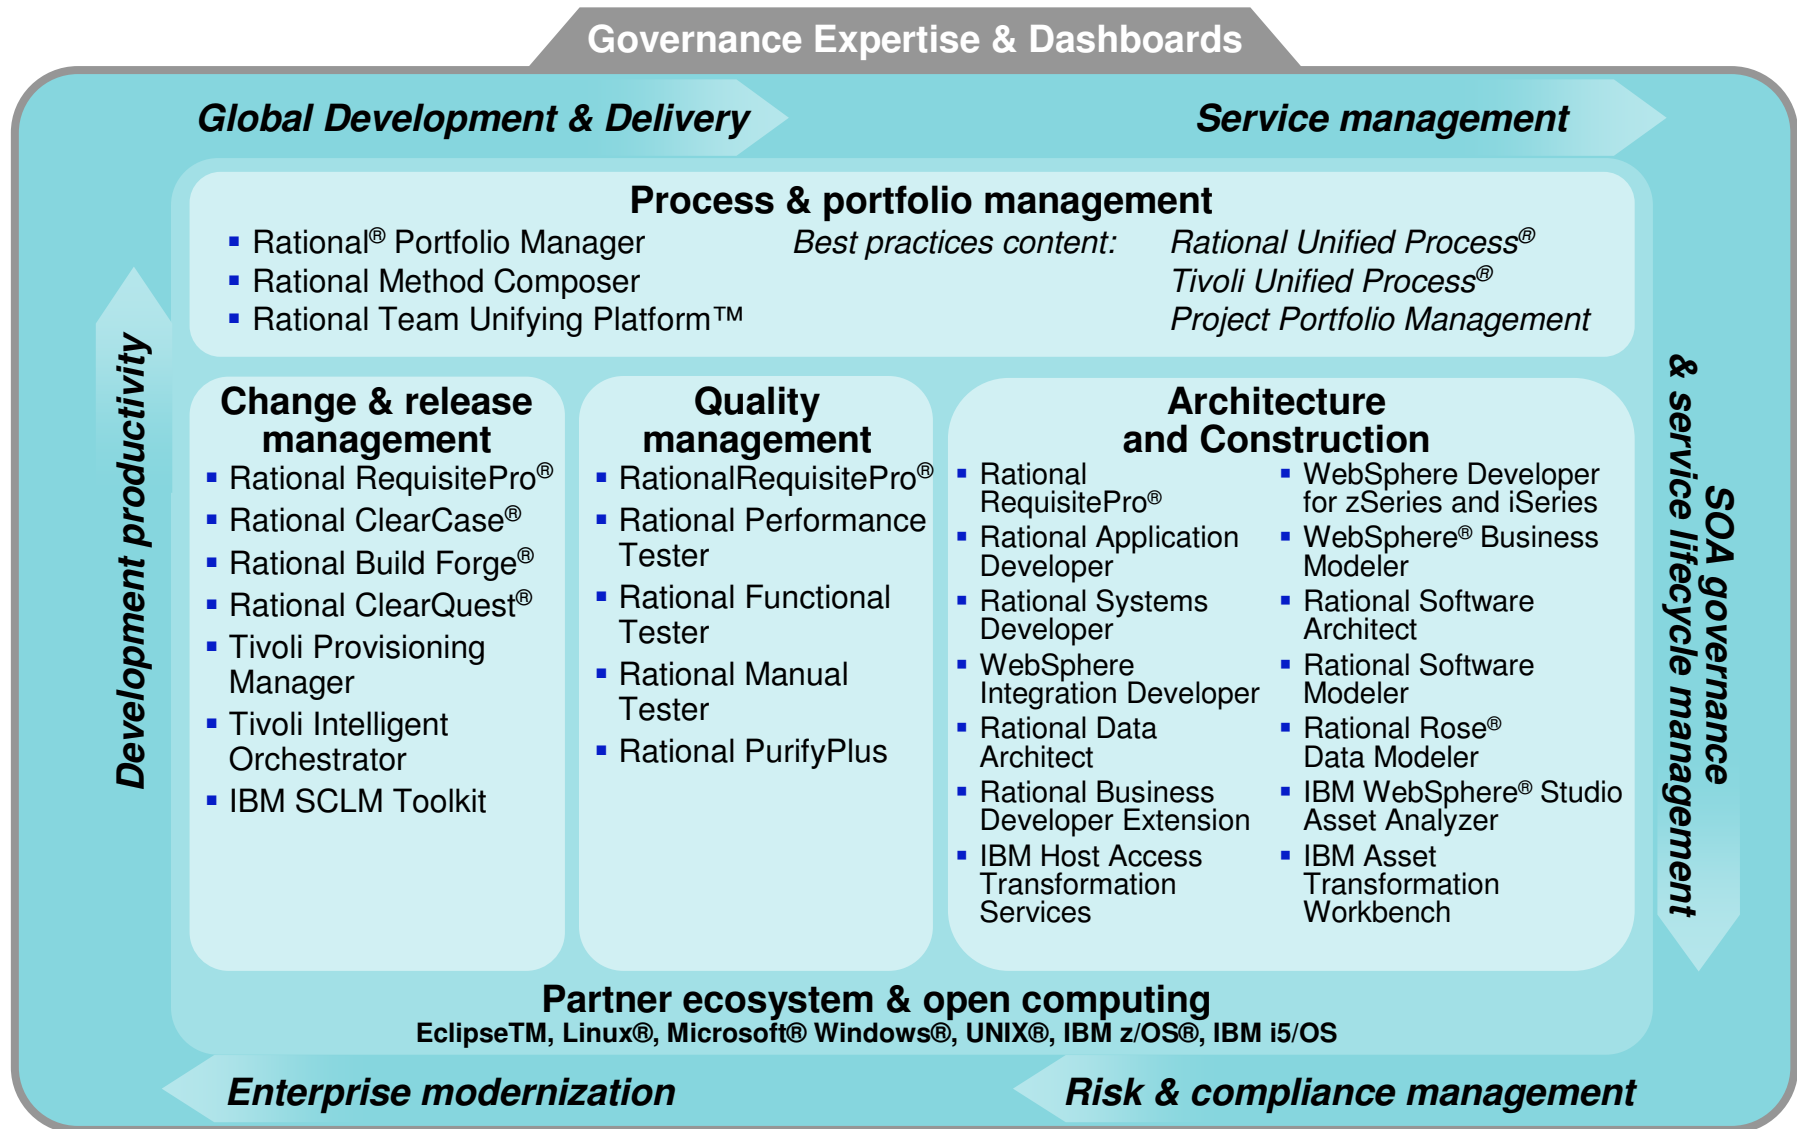 Governance Expertise & Dashboards
Global Development & Delivery
Service management
Process & portfolio management
▪ Rational® Portfolio Manager
▪ Rational Method Composer
▪ Rational Team Unifying Platform™
Best practices content:
Rational Unified Process®
Tivoli Unified Process®
Project Portfolio Management
Development productivity
Change & release
management
▪ Rational RequisitePro®
▪ Rational ClearCase®
▪ Rational Build Forge®
▪ Rational ClearQuest®
▪ Tivoli Provisioning
Manager
▪ Tivoli Intelligent
Orchestrator
▪ IBM SCLM Toolkit
Quality
management
▪ RationalRequisitePro®
▪ Rational Performance
Tester
▪ Rational Functional
Tester
▪ Rational Manual
Tester
▪ Rational PurifyPlus
Architecture
and Construction
▪ Rational
RequisitePro®
▪ Rational Application
Developer
▪ Rational Systems
Developer
▪ WebSphere
Integration Developer
▪ Rational Data
Architect
▪ Rational Business
Developer Extension
▪ IBM Host Access
Transformation
Services
▪ WebSphere Developer
for zSeries and iSeries
▪ WebSphere® Business
Modeler
▪ Rational Software
Architect
▪ Rational Software
Modeler
▪ Rational Rose®
Data Modeler
▪ IBM WebSphere® Studio
Asset Analyzer
▪ IBM Asset
Transformation
Workbench
SOA governance
& service lifecycle management
Partner ecosystem & open computing
EclipseTM, Linux®, Microsoft® Windows®, UNIX®, IBM z/OS®, IBM i5/OS
Enterprise modernization
Risk & compliance management